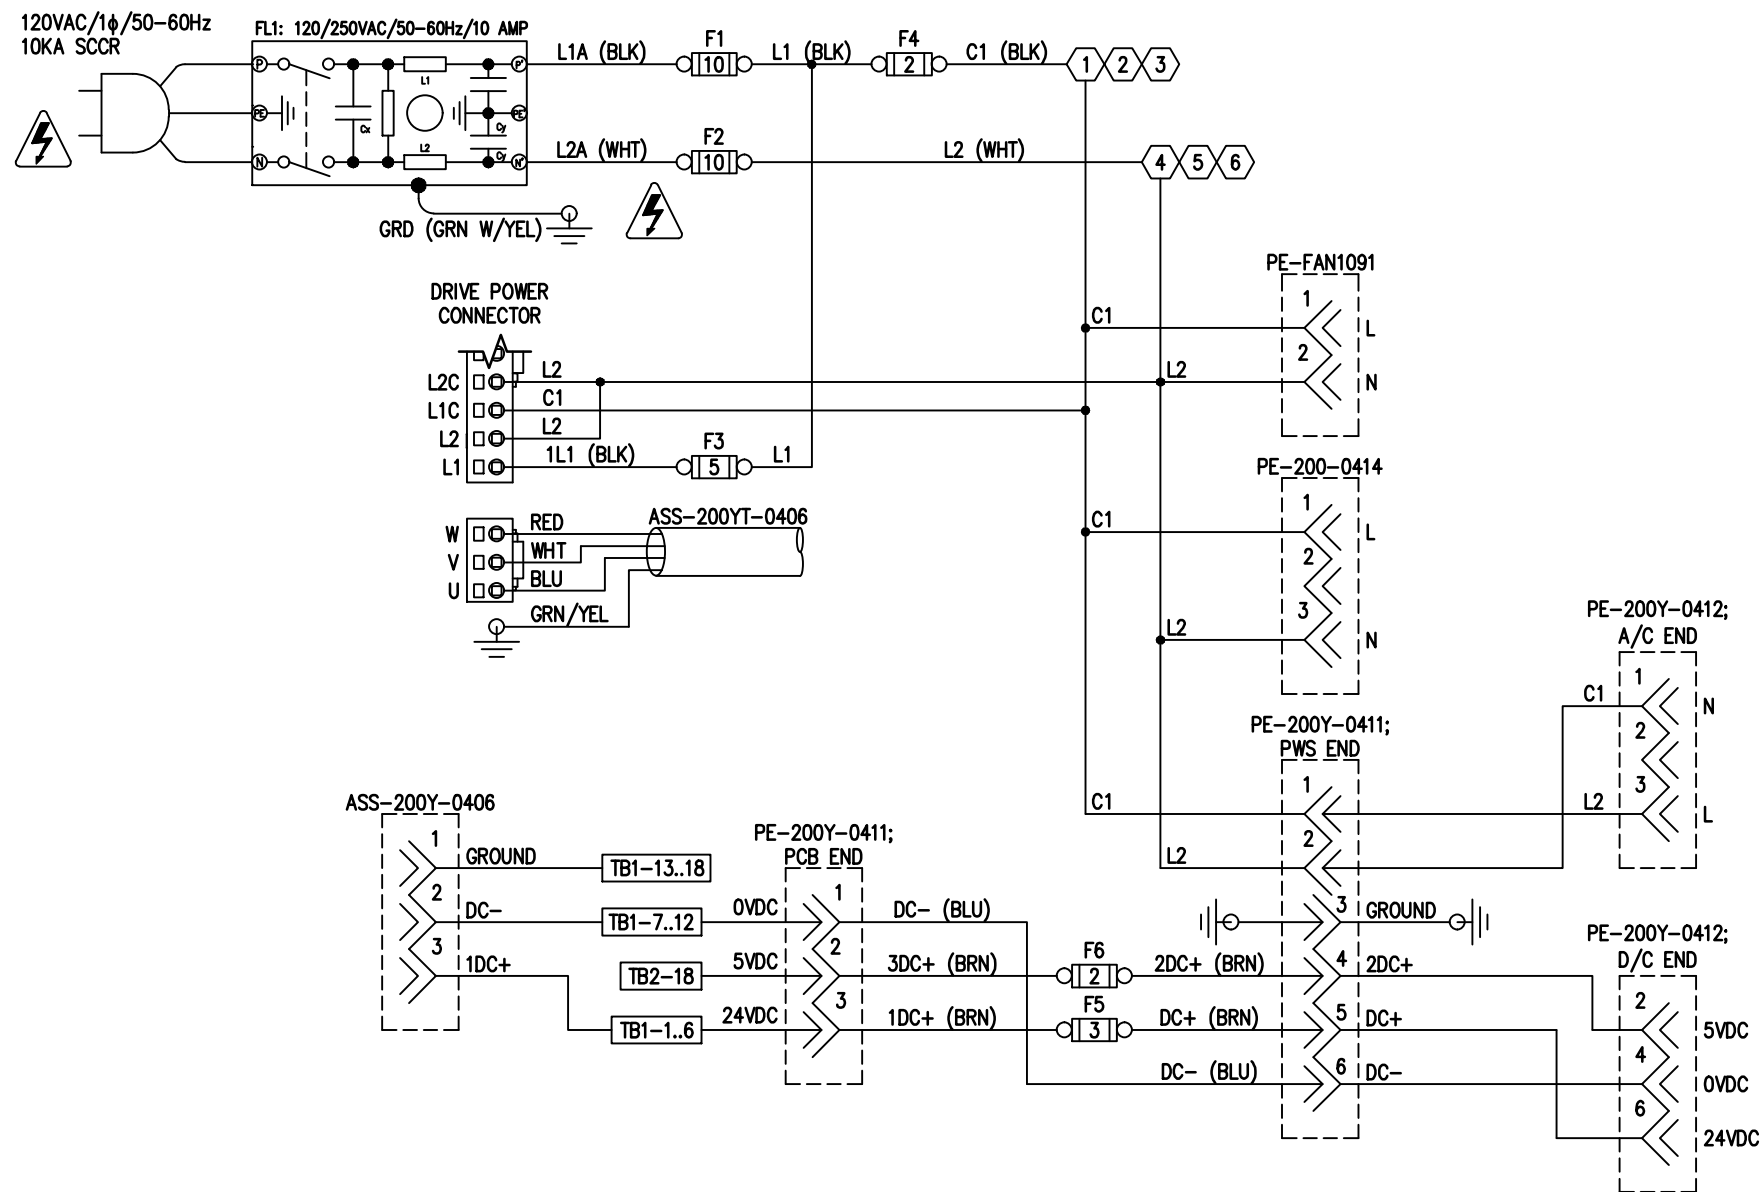 120VAC/1ϕ/50-60Hz
10KA SCCR
FL1: 120/250VAC/50-60Hz/10 AMP
P
L1
P'
PE
Cx
PE'
Cy
N
L2
Cy
N'
L1A (BLK)
F1
10
L1 (BLK)
F4
2
C1 (BLK)
1 2 3
L2A (WHT)
F2
10
L2 (WHT)
4 5 6
GRD (GRN W/YEL)
DRIVE POWER
CONNECTOR
L2C
L2
L1C
C1
L2
L2
L1
1L1 (BLK)
F3
5
L1
W
RED
V
WHT
U
BLU
GRN/YEL
ASS-200YT-0406
PE-FAN1091
1
C1
L
2
L2
N
PE-200-0414
1
C1
L
2
3
L2
N
PE-200Y-0412;
A/C END
1
C1
N
2
3
L2
L
PE-200Y-0411;
PWS END
1
C1
2
L2
3
GROUND
4
2DC+
5
DC+
6
DC-
ASS-200Y-0406
1
GROUND
TB1-13..18
2
DC-
TB1-7..12
3
1DC+
TB2-18
TB1-1..6
PE-200Y-0411;
PCB END
0VDC
1
DC- (BLU)
5VDC
2
3DC+ (BRN)
F6
2
2DC+ (BRN)
24VDC
3
1DC+ (BRN)
F5
3
DC+ (BRN)
DC- (BLU)
PE-200Y-0412;
D/C END
2
5VDC
4
0VDC
6
24VDC